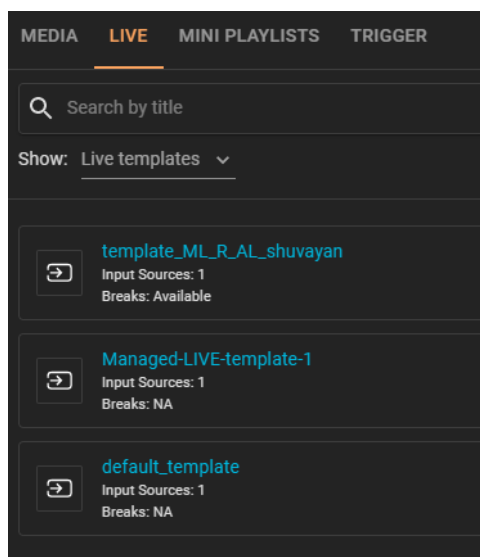 MEDIA LIVE MINI PLAYLISTS TRIGGER
Search by title
Show: Live templates
template_ML_R_AL_shuvayan
Input Sources: 1
Breaks: Available
Managed-LIVE-template-1
Input Sources: 1
Breaks: NA
default_template
Input Sources: 1
Breaks: NA